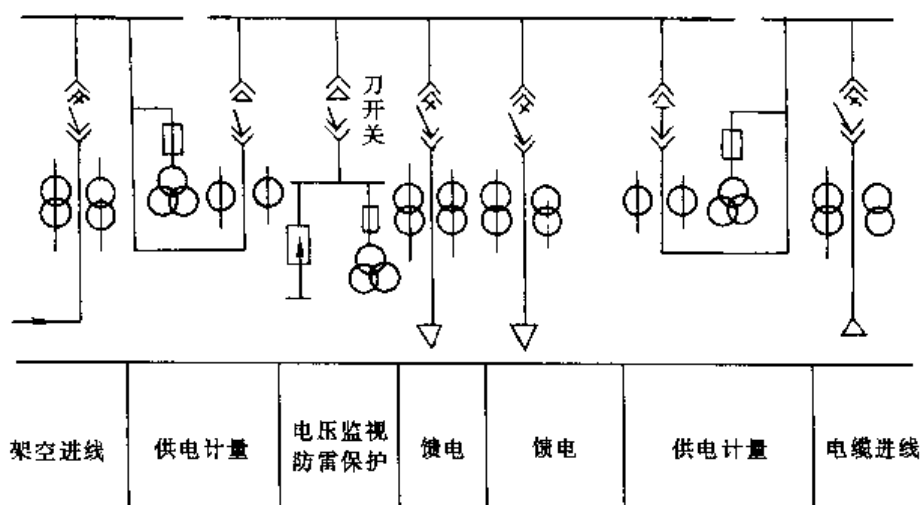 刀开关
架空进线
供电计量
电压监视
防雷保护
馈电
馈电
供电计量
电缆进线